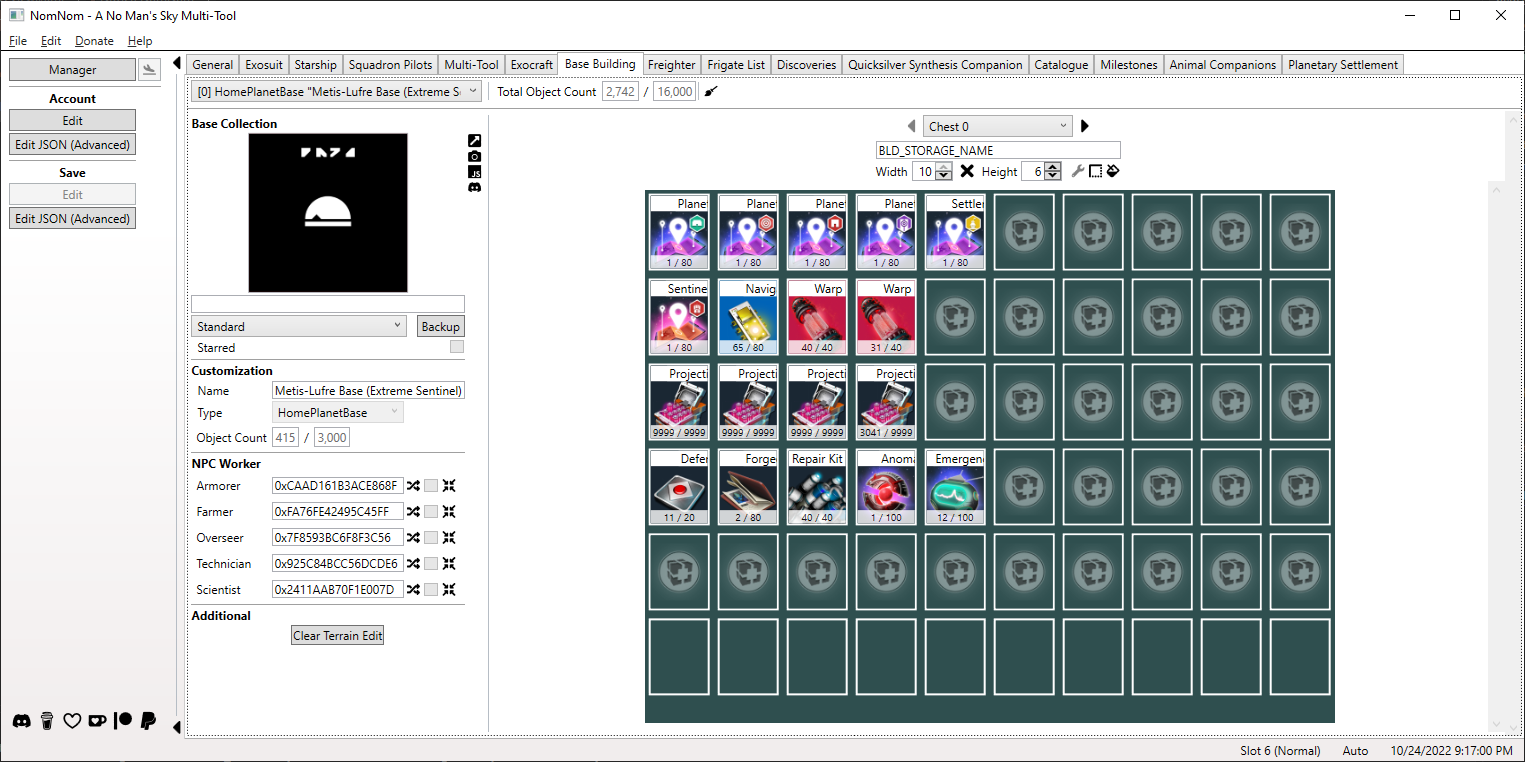 NomNom - A No Man's Sky Multi-Tool
File Edit Donate Help
Manager
Account
Edit
Edit JSON (Advanced)
Save
Edit
Edit JSON (Advanced)
General Exosuit Starship Squadron Pilots Multi-Tool Exocraft Base Building Freighter Frigate List Discoveries Quicksilver Synthesis Companion Catalogue Milestones Animal Companions Planetary Settlement
[0] HomePlanetBase "Metis-Lufre Base (Extreme Se Total Object Count 2,742 / 16,000
Base Collection
JS
Standard Backup
Starred
Customization
Name Metis-Lufre Base (Extreme Sentinel)
Type HomePlanetBase
Object Count 415 / 3,000
NPC Worker
Armorer 0xCAAD161B3ACE868F
Farmer 0xFA76FE42495C45FF
Overseer 0x7F8593BC6F8F3C56
Technician 0x925C84BCC56DCDE6
Scientist 0x2411AAB70F1E007D
Additional
Clear Terrain Edit
Chest 0
BLD_STORAGE_NAME
Width 10 Height 6
Planet Planet Planet Planet Settler
1 / 80 1 / 80 1 / 80 1 / 80 1 / 80
Sentine Navig Warp Warp
1 / 80 65 / 80 40 / 40 31 / 40
Projecti Projecti Projecti Projecti
9999 / 9999 9999 / 9999 9999 / 9999 3041 / 9999
Defen Forge Repair Kit Anoma Emergen
11 / 20 2 / 80 40 / 40 1 / 100 12 / 100
Slot 6 (Normal) Auto 10/24/2022 9:17:00 PM